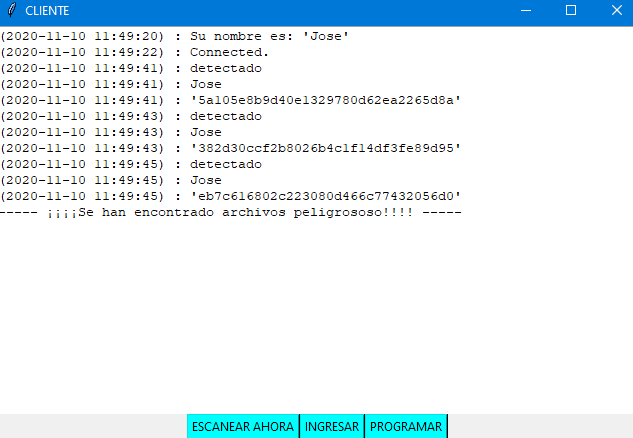 CLIENTE
(2020-11-10 11:49:20) : Su nombre es: 'Jose'
(2020-11-10 11:49:22) : Connected.
(2020-11-10 11:49:41) : detectado
(2020-11-10 11:49:41) : Jose
(2020-11-10 11:49:41) : '5a105e8b9d40e1329780d62ea2265d8a'
(2020-11-10 11:49:43) : detectado
(2020-11-10 11:49:43) : Jose
(2020-11-10 11:49:43) : '382d30ccf2b8026b4c1f14df3fe89d95'
(2020-11-10 11:49:45) : detectado
(2020-11-10 11:49:45) : Jose
(2020-11-10 11:49:45) : 'eb7c616802c223080d466c77432056d0'
----- ¡¡¡¡Se han encontrado archivos peligrososo!!!! -----
ESCANEAR AHORA INGRESAR PROGRAMAR